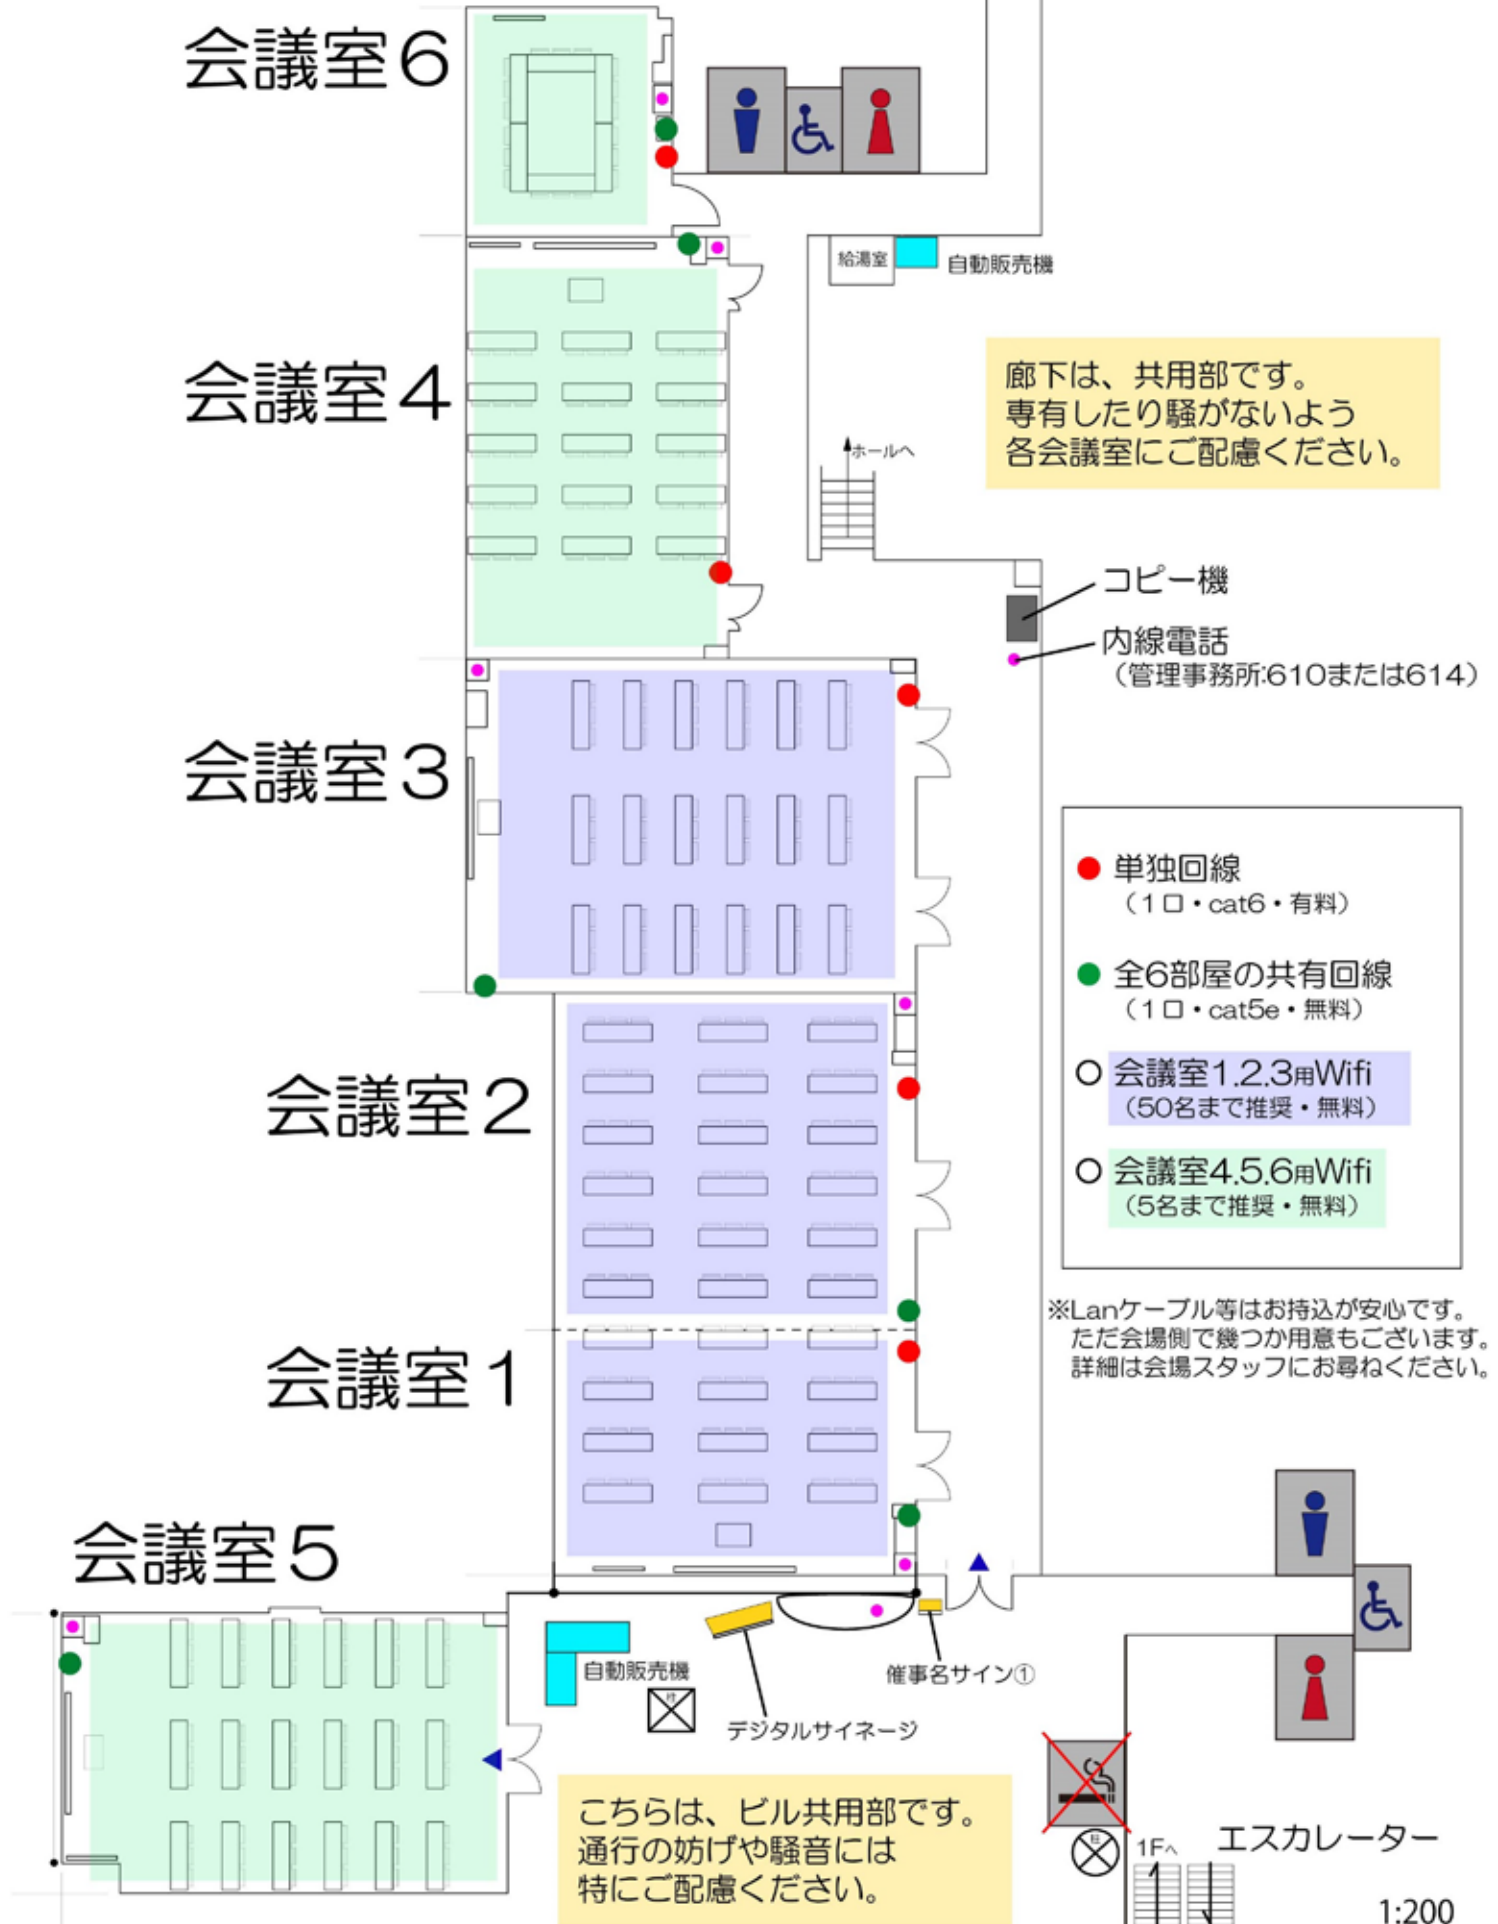 会議室6
給湯室
自動販売機
会議室4
廊下は、共用部です。
専有したり騒がないよう
各会議室にご配慮ください。
ホールへ
コピー機
内線電話
（管理事務所:610または614）
会議室3
単独回線
（1口・cat6・有料）
全6部屋の共有回線
（1口・cat5e・無料）
会議室1.2.3用Wifi
（50名まで推奨・無料）
会議室4.5.6用Wifi
（5名まで推奨・無料）
会議室2
※Lanケーブル等はお持込が安心です。
ただ会場側で幾つか用意もございます。
詳細は会場スタッフにお尋ねください。
会議室1
会議室5
自動販売機
催事名サイン①
デジタルサイネージ
こちらは、ビル共用部です。
通行の妨げや騒音には
特にご配慮ください。
1Fへ
エスカレーター
1:200